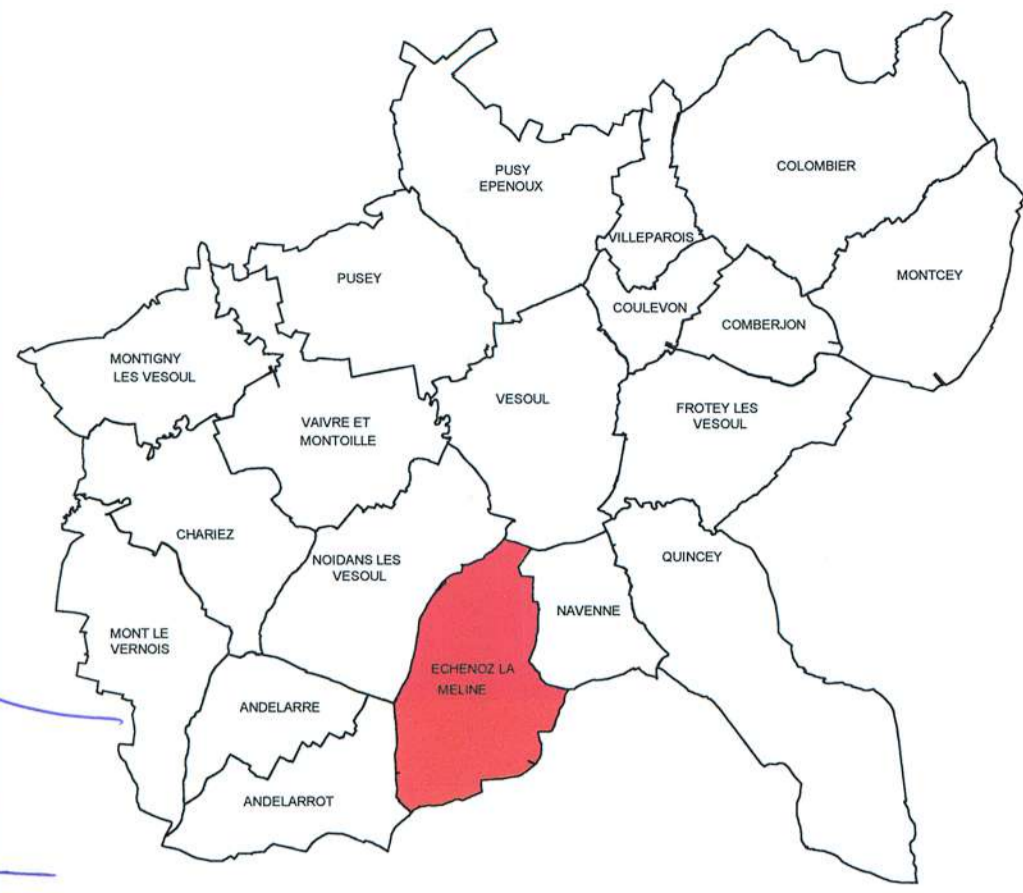 PUSY
EPENOUX
COLOMBIER
VILLEPAROIS
PUSEY
MONTCEY
COULEVON
COMBERJON
MONTIGNY
LES VESOUL
VESOUL
FROTEY LES
VESOUL
VAIVRE ET
MONTOILLE
CHARIEZ
NOIDANS LES
VESOUL
QUINCEY
NAVENNE
MONT LE
VERNOIS
ECHENOZ LA
MELINE
ANDELARRE
ANDELARROT